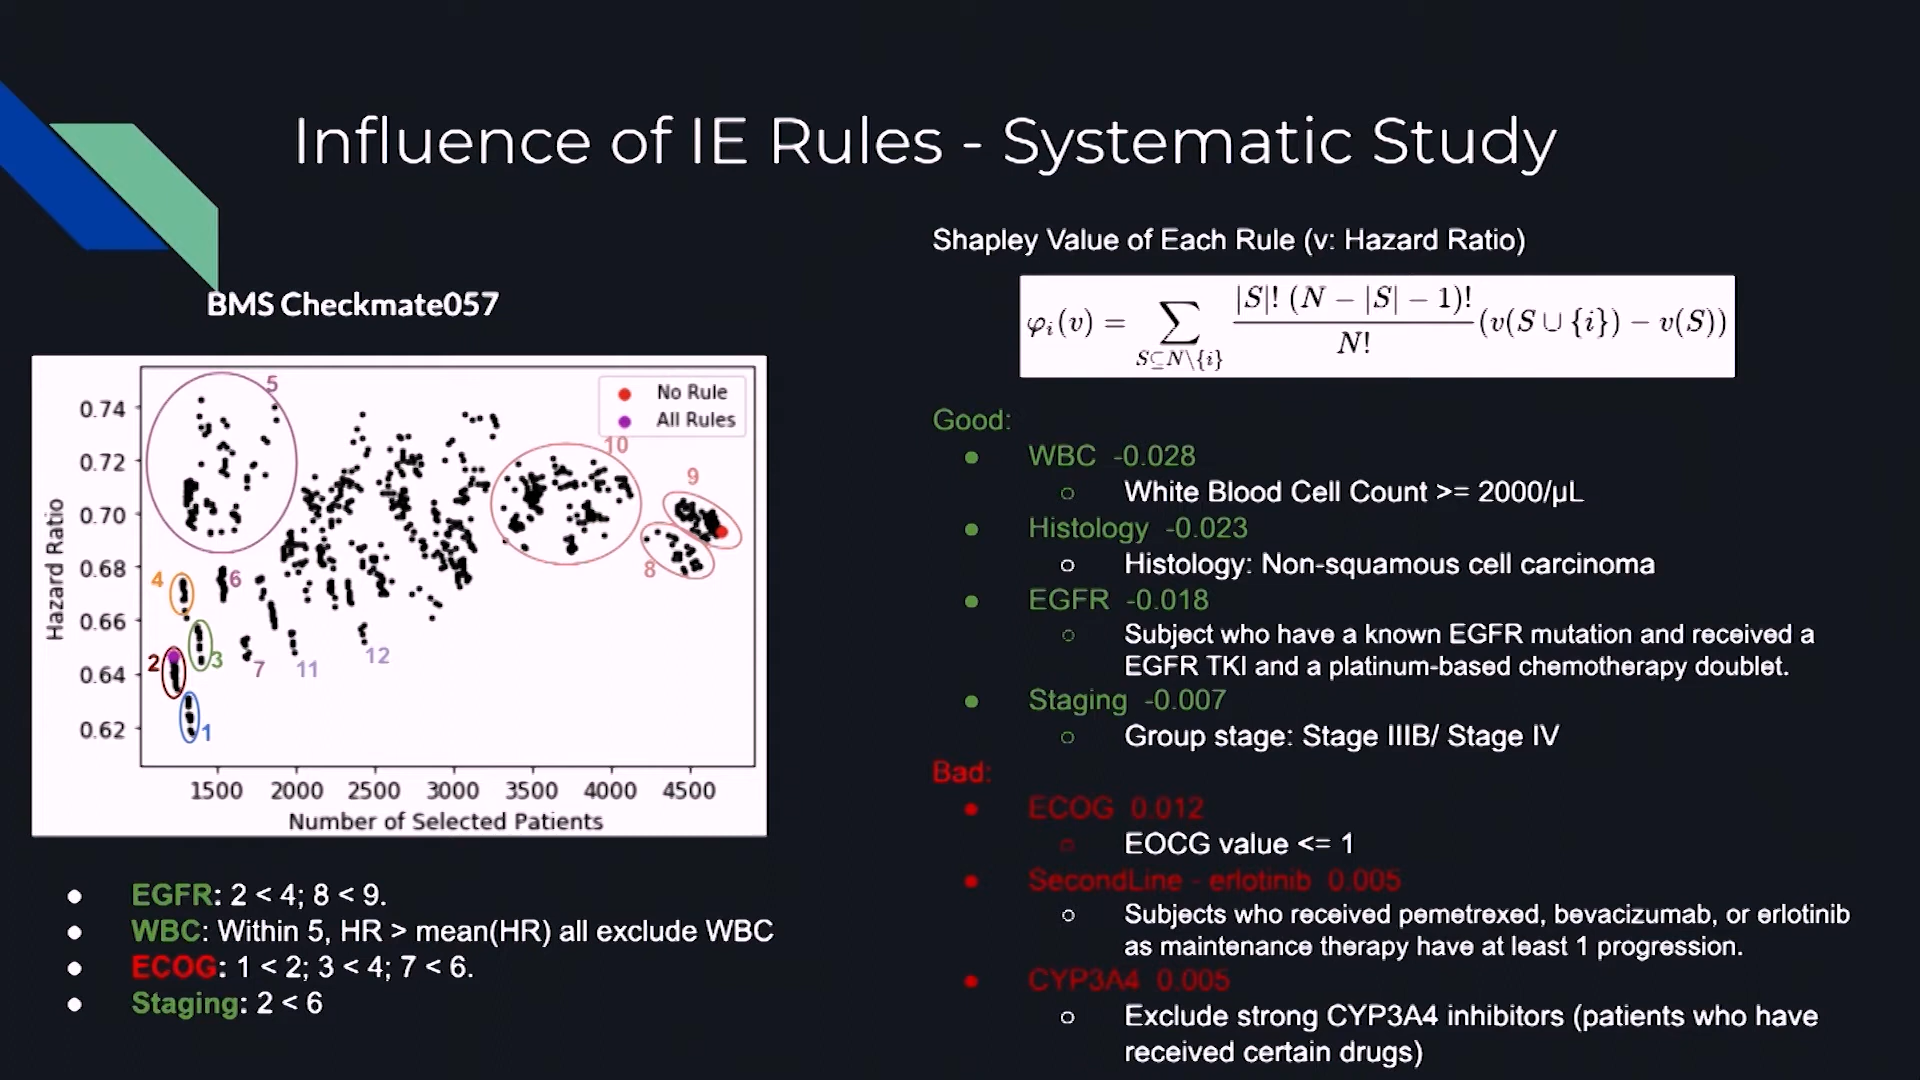 Influence of IE Rules - Systematic Study
BMS Checkmate057
5
No Rule
All Rules
10
9
8
4
6
3
2
7
11
12
1
0.74
0.72
0.70
0.68
0.66
0.64
0.62
Hazard Ratio
1500 2000 2500 3000 3500 4000 4500
Number of Selected Patients
EGFR: 2 < 4; 8 < 9.
WBC: Within 5, HR > mean(HR) all exclude WBC
ECOG: 1 < 2; 3 < 4; 7 < 6.
Staging: 2 < 6
Shapley Value of Each Rule (v: Hazard Ratio)
φᵢ(v) = ∑_{S⊆N\{i}} |S|! (N − |S| − 1)! / N! (v(S ∪ {i}) − v(S))
Good:
WBC -0.028
White Blood Cell Count >= 2000/μL
Histology -0.023
Histology: Non-squamous cell carcinoma
EGFR -0.018
Subject who have a known EGFR mutation and received a
EGFR TKI and a platinum-based chemotherapy doublet.
Staging -0.007
Group stage: Stage IIIB/ Stage IV
Bad:
ECOG 0.012
EOCG value <= 1
SecondLine - erlotinib 0.005
Subjects who received pemetrexed, bevacizumab, or erlotinib
as maintenance therapy have at least 1 progression.
CYP3A4 0.005
Exclude strong CYP3A4 inhibitors (patients who have
received certain drugs)